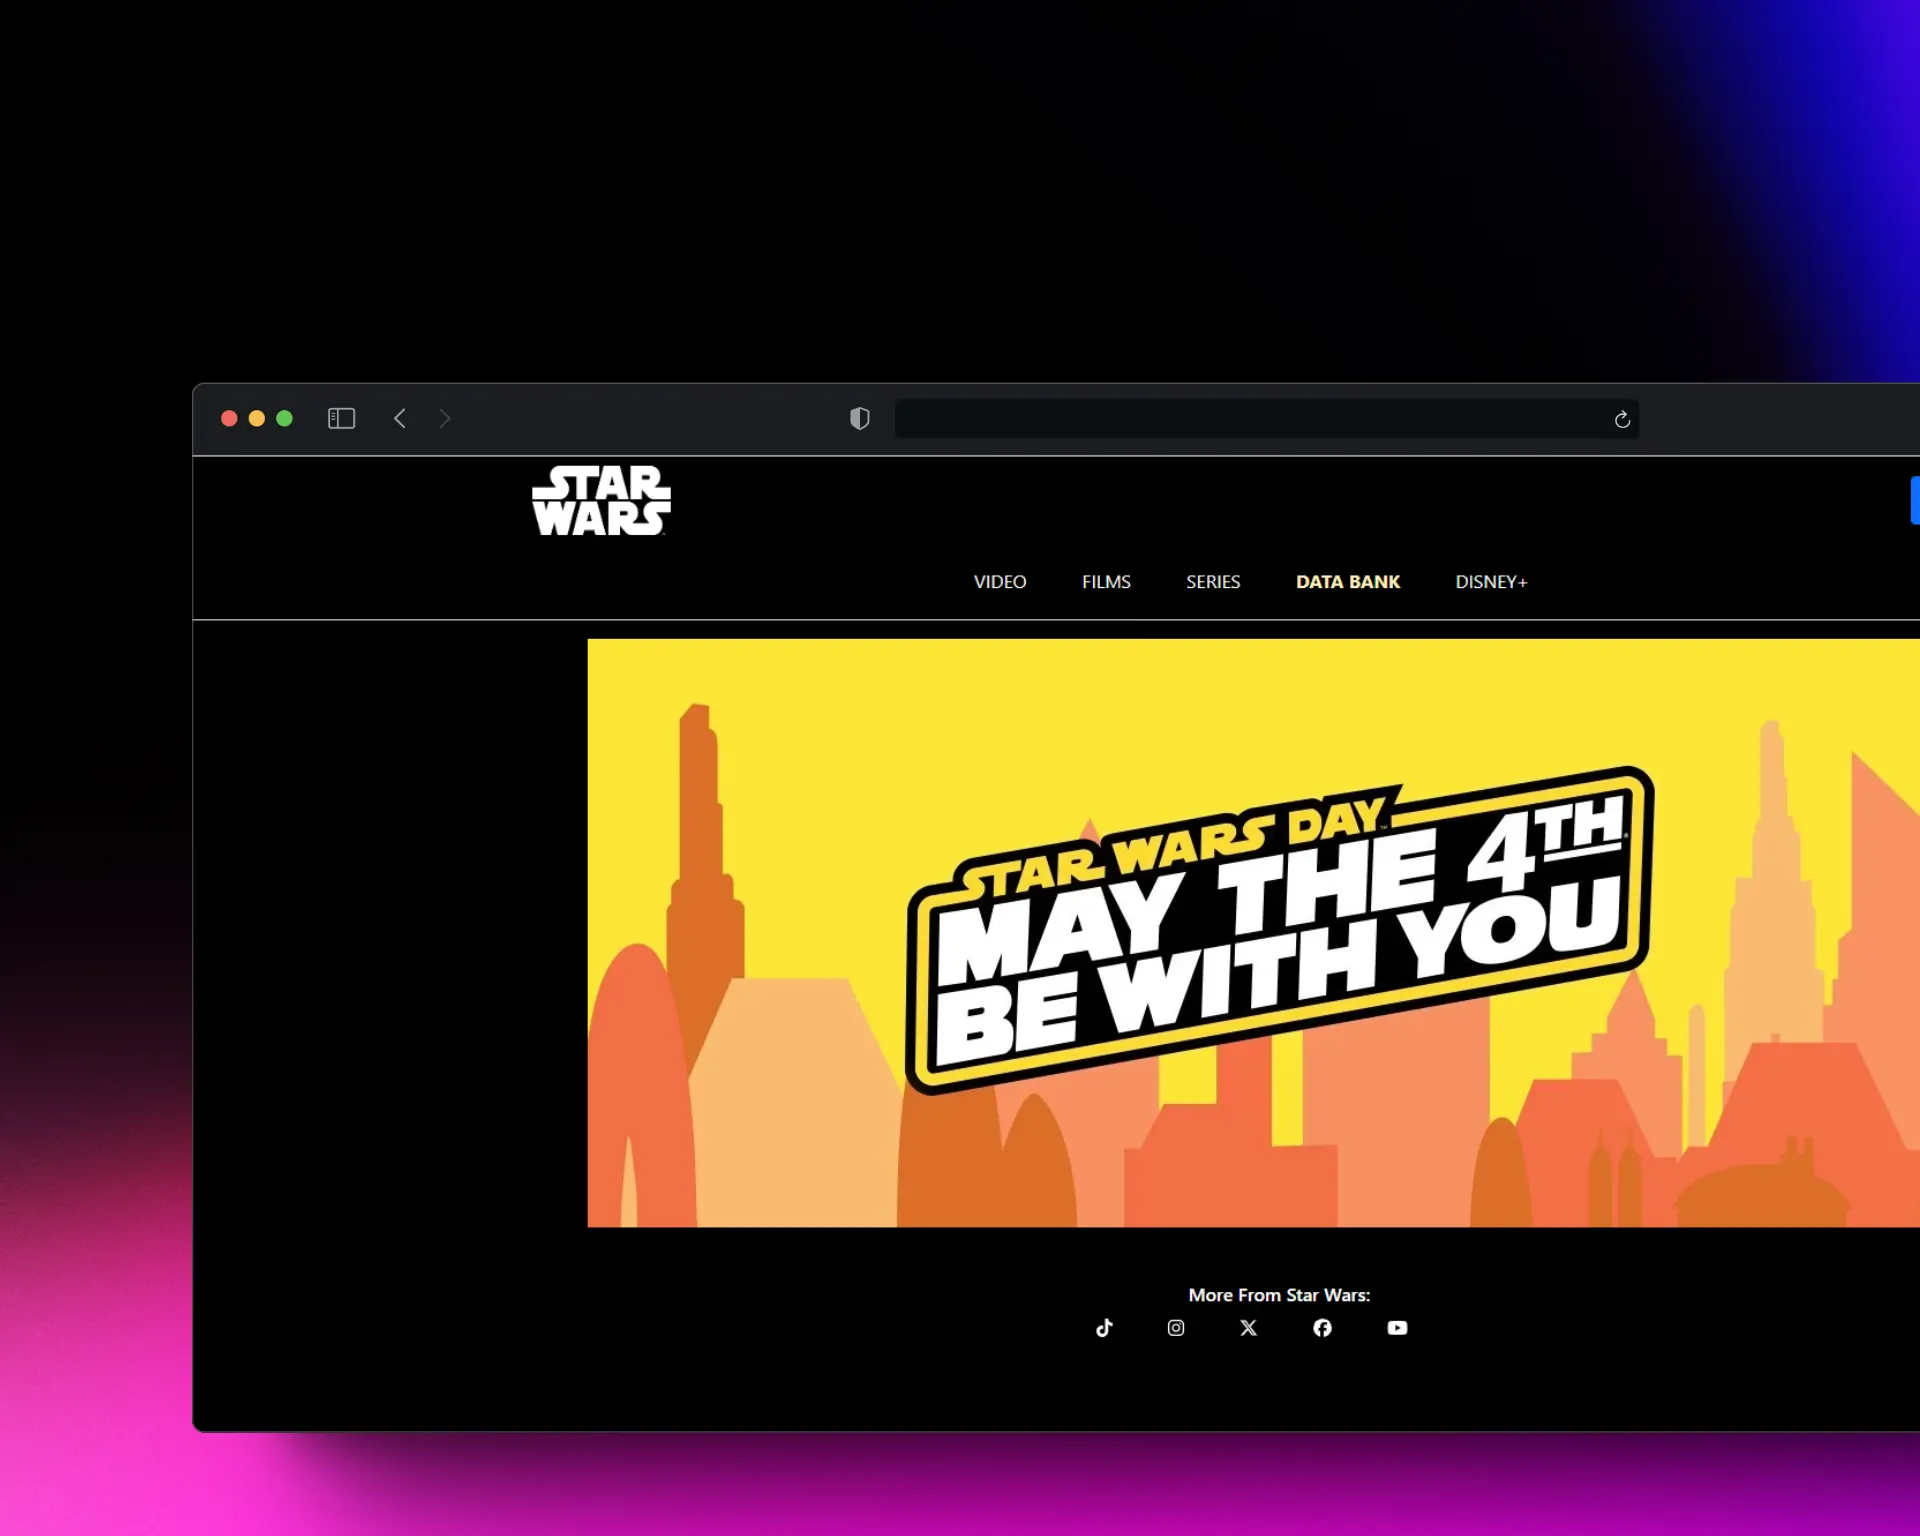 STAR
WARS
VIDEO FILMS SERIES DATA BANK DISNEY+
STAR WARS DAY™
MAY THE 4TH
BE WITH YOU
More From Star Wars: